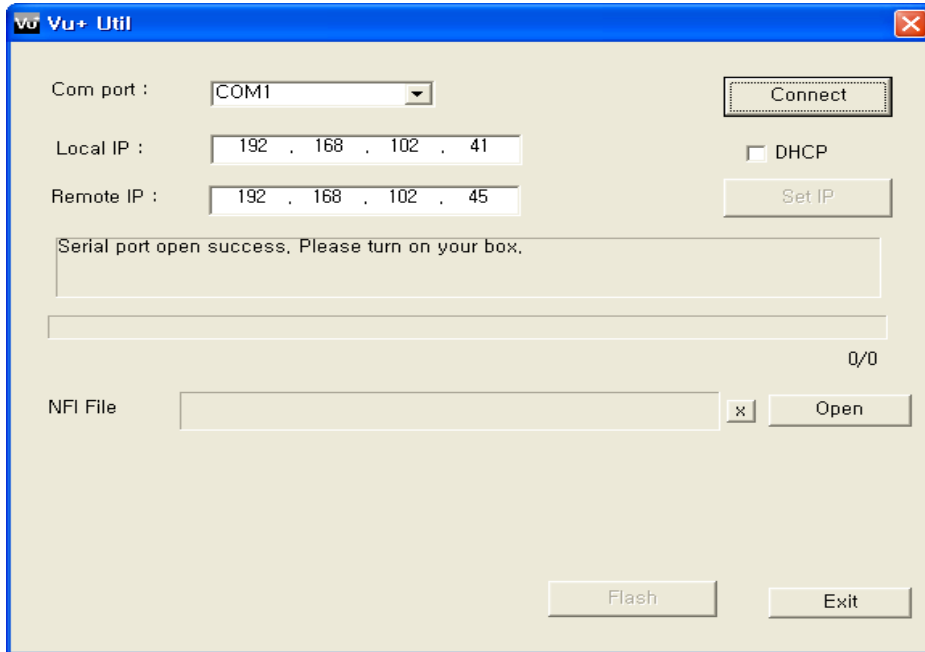 Vu+ Vu+ Util
Com port : COM1 Connect
Local IP : 192 . 168 . 102 . 41 DHCP
Remote IP : 192 . 168 . 102 . 45 Set IP
Serial port open success, Please turn on your box,
0/0
NFI File x Open
Flash Exit